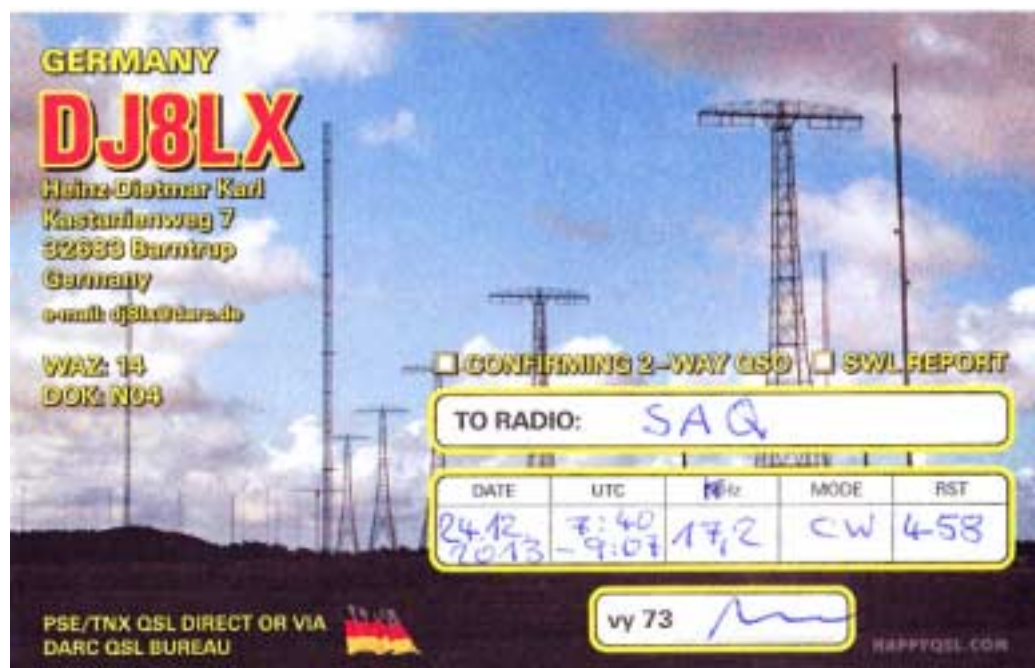 GERMANY
DJ8LX
Heinz-Dietmar Karl
Kastanienweg 7
32683 Barntrup
Germany
e-mail: dj8lx@darc.de
WAZ: 14
DOK: N04
CONFIRMING 2-WAY QSO SWL REPORT
TO RADIO: SAQ
DATE UTC KHz MODE RST
24.12. 7:40 17,2 CW 458
2013 -9:07
PSE/TNX QSL DIRECT OR VIA
DARC QSL BUREAU
vy 73
HAPPYQSL.COM